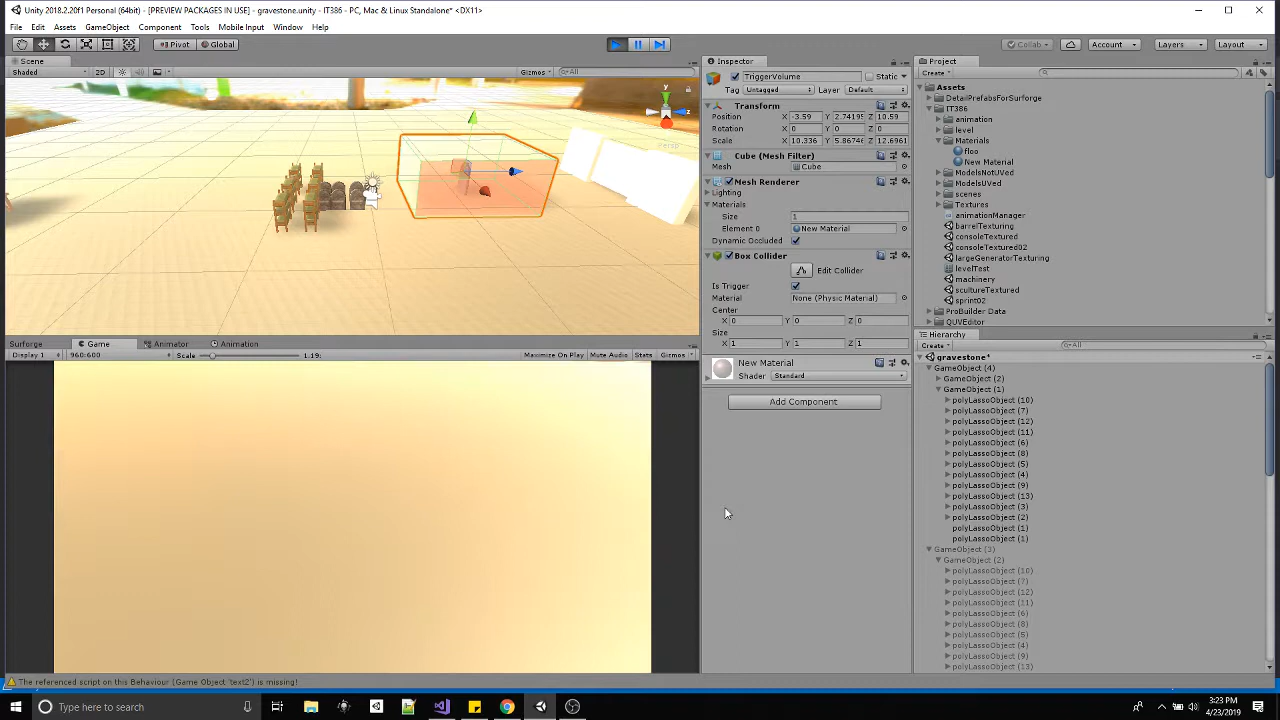 Unity 2018.2.20f1 Personal (64bit) - [PREVIEW PACKAGES IN USE] - gravestone.unity - IT386 - PC, Mac & Linux Standalone* <DX11>
File Edit Assets GameObject Component Tools Mobile Input Window Help
Pivot Global Collab Account Layers Layout
Scene Inspector Project
Shaded 2D Gizmos All
TriggerVolume Static
Tag Untagged Layer Default
Transform
Position X -3.59 Y 2.7419 Z 10.59
Rotation X 0 Y 0 Z 0
Scale X 10.336 Y 5.8674 Z 12.6961
Cube (Mesh Filter)
Mesh Cube
Mesh Renderer
Lighting
Materials
Size 1
Element 0 New Material
Dynamic Occluded
Box Collider
Edit Collider
Is Trigger
Material None (Physic Material)
Center
X 0 Y 0 Z 0
Size
X 1 Y 1 Z 1
New Material
Shader Standard
Add Component
Create
Assets
DetailPrefabsForSurforge
IT386
animation
level
Materials
floo
New Material
ModelsNotUved
ModelsUVed
scenes
Textures
animationManager
barrelTexturing
consoleTextured
consoleTextured02
largeGeneratorTexturing
levelTest
machinery
scultureTextured
sprint02
ProBuilder Data
QUVEditor
Hierarchy
Create All
gravestone*
GameObject (4)
GameObject (2)
GameObject (1)
polyLassoObject (10)
polyLassoObject (7)
polyLassoObject (12)
polyLassoObject (11)
polyLassoObject (6)
polyLassoObject (8)
polyLassoObject (5)
polyLassoObject (4)
polyLassoObject (9)
polyLassoObject (13)
polyLassoObject (3)
polyLassoObject (2)
polyLassoObject (1)
polyLassoObject (1)
GameObject (3)
GameObject (2)
polyLassoObject (10)
polyLassoObject (7)
polyLassoObject (12)
polyLassoObject (11)
polyLassoObject (6)
polyLassoObject (8)
polyLassoObject (5)
polyLassoObject (4)
polyLassoObject (9)
polyLassoObject (13)
y
x z
Persp
Surforge Game Animator Animation
Display 1 960:600 Scale 1.19: Maximize On Play Mute Audio Stats Gizmos
The referenced script on this Behaviour (Game Object 'text2') is missing!
Type here to search
3:23 PM
4/23/2019